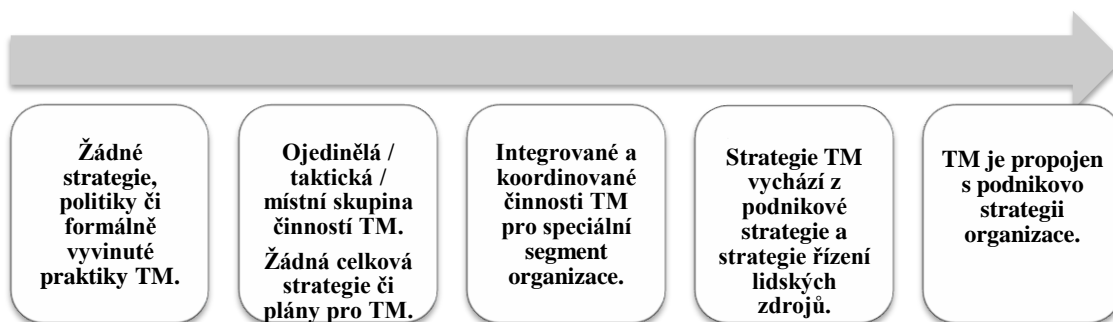 Žádné
strategie,
politiky či
formálně
vyvinuté
praktiky TM.
Ojedinělá /
taktická /
místní skupina
činností TM.
Žádná celková
strategie či
plány pro TM.
Integrované a
koordinované
činnosti TM
pro speciální
segment
organizace.
Strategie TM
vychází z
podnikové
strategie a
strategie řízení
lidských
zdrojů.
TM je propojen
s podnikovo
strategii
organizace.